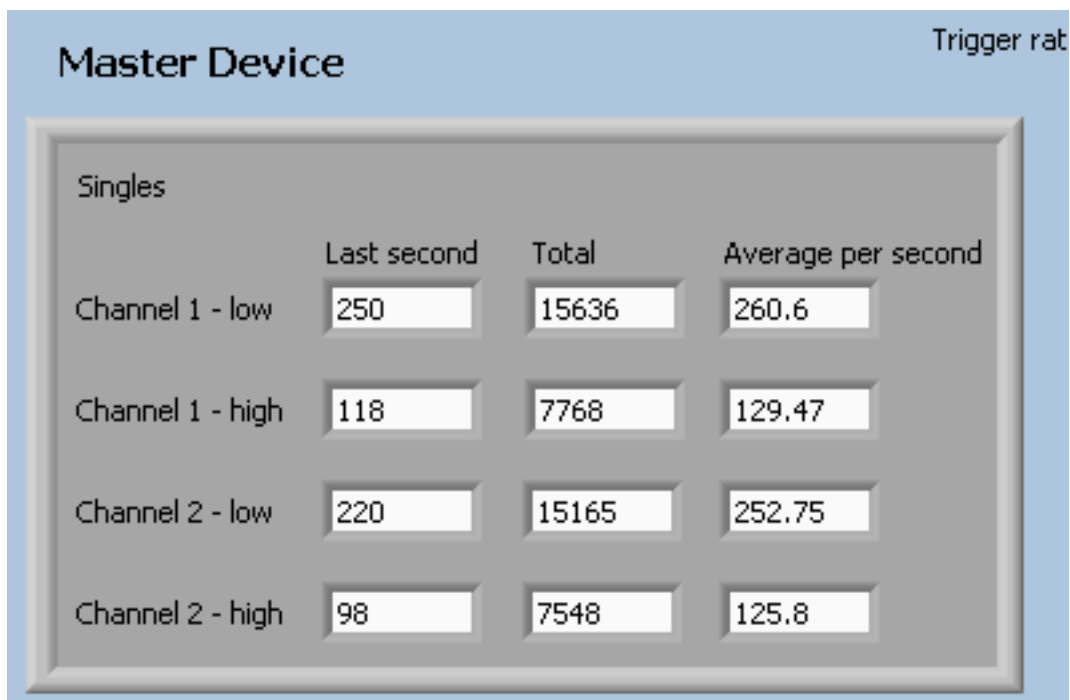 Trigger rat
Master Device
Singles
Last second Total Average per second
Channel 1 - low 250 15636 260.6
Channel 1 - high 118 7768 129.47
Channel 2 - low 220 15165 252.75
Channel 2 - high 98 7548 125.8